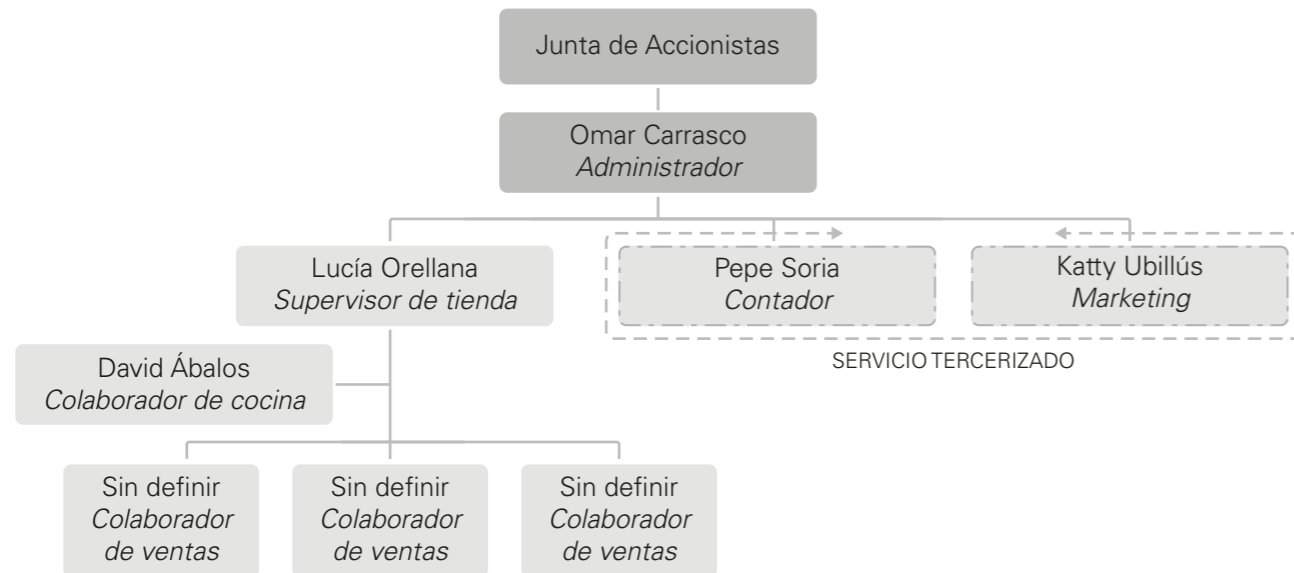 Junta de Accionistas
Omar Carrasco
Administrador
Lucía Orellana
Supervisor de tienda
Pepe Soria
Contador
Katty Ubillús
Marketing
SERVICIO TERCERIZADO
David Ábalos
Colaborador de cocina
Sin definir
Colaborador
de ventas
Sin definir
Colaborador
de ventas
Sin definir
Colaborador
de ventas